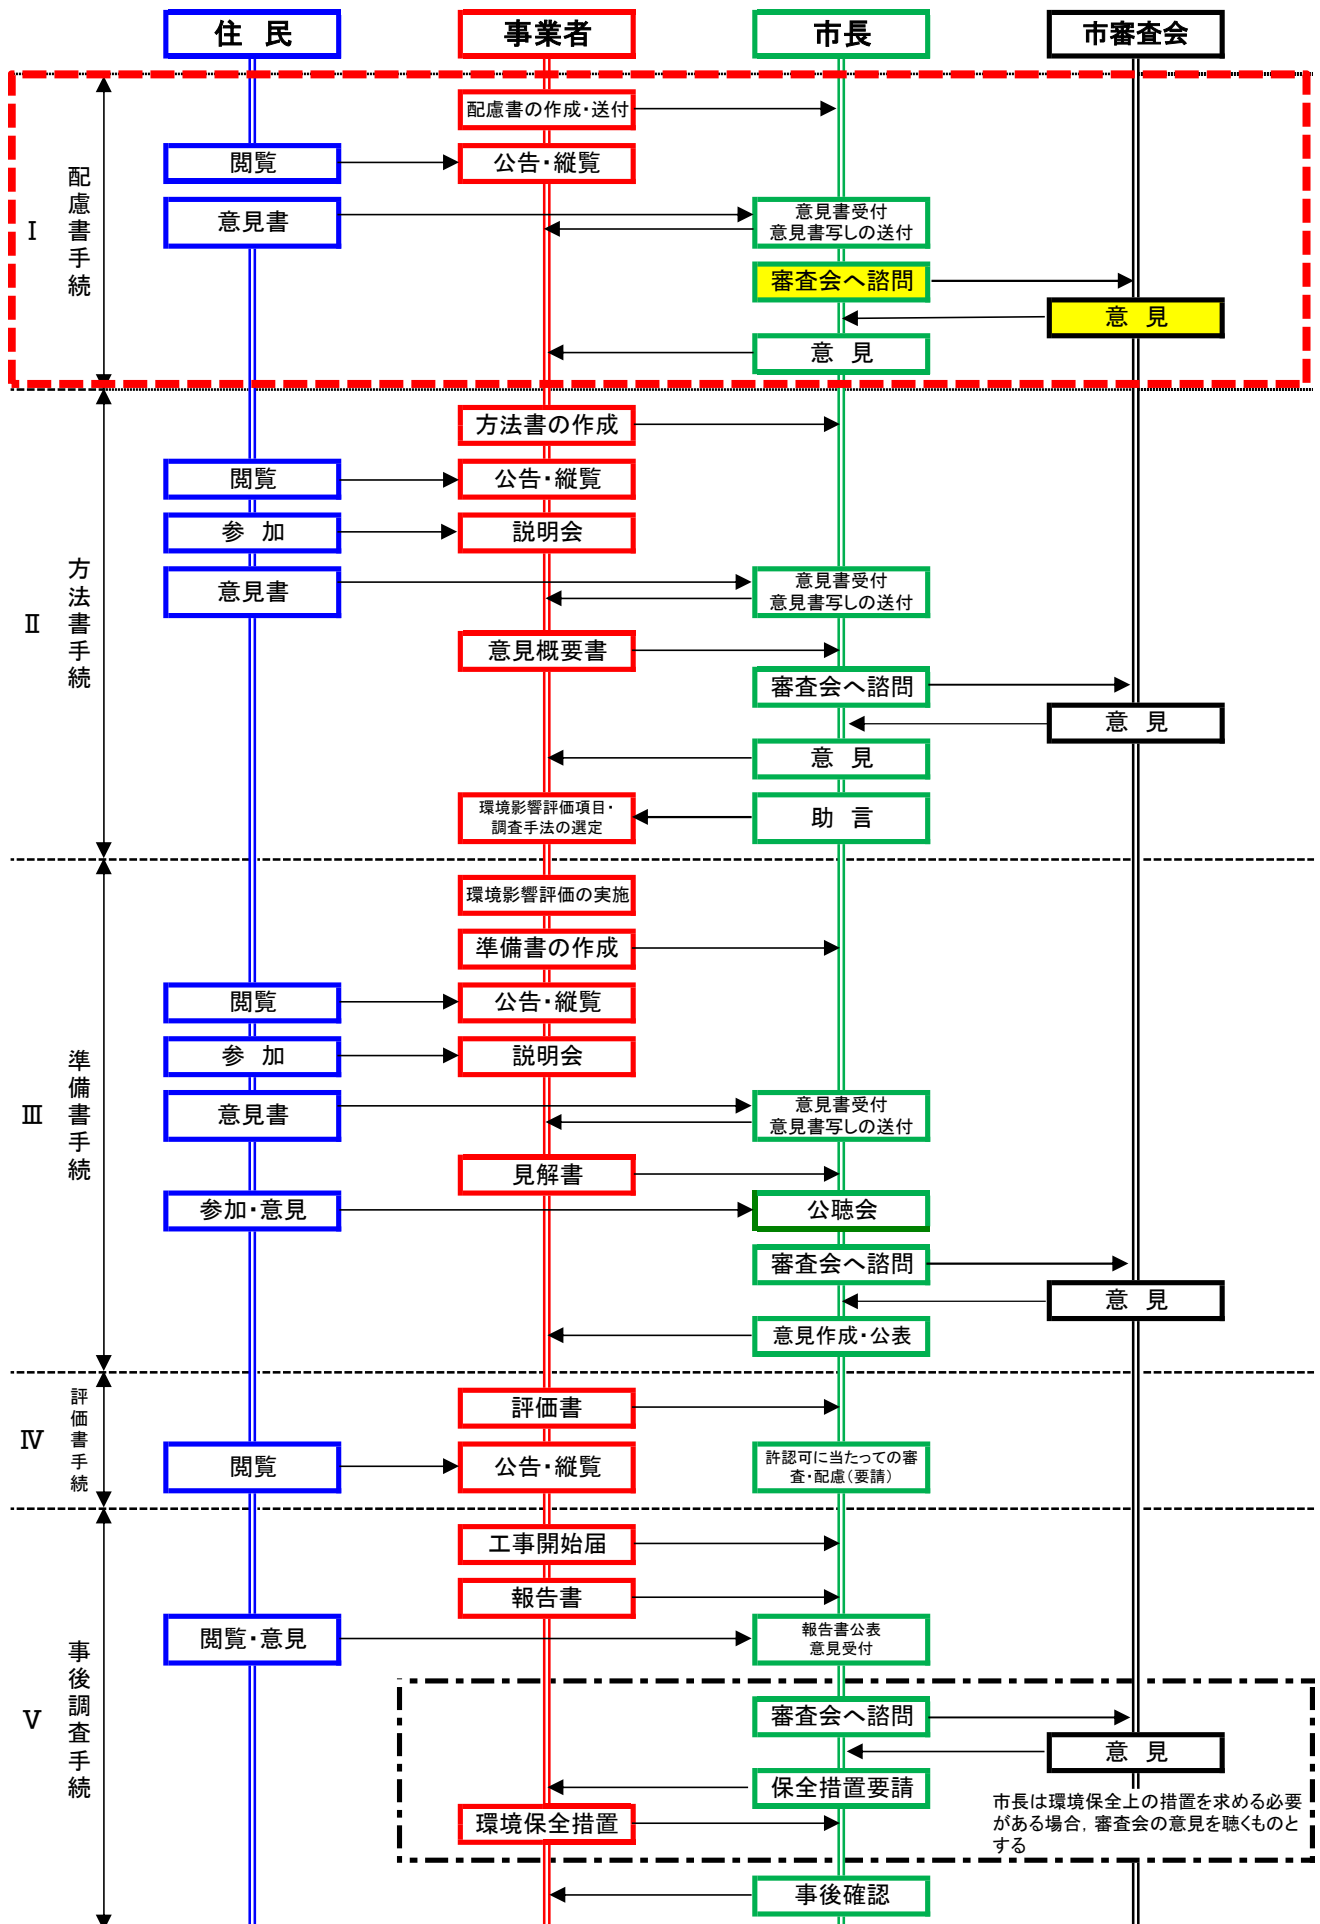 住 民
事業者
市長
市審査会
Ⅰ
配慮書手続
配慮書の作成・送付
閲覧
公告・縦覧
意見書
意見書受付
意見書写しの送付
審査会へ諮問
意 見
意 見
Ⅱ
方法書手続
方法書の作成
閲覧
公告・縦覧
参 加
説明会
意見書
意見書受付
意見書写しの送付
意見概要書
審査会へ諮問
意 見
意 見
環境影響評価項目・
調査手法の選定
助 言
Ⅲ
準備書手続
環境影響評価の実施
準備書の作成
閲覧
公告・縦覧
参 加
説明会
意見書
意見書受付
意見書写しの送付
見解書
参加・意見
公聴会
審査会へ諮問
意 見
意見作成・公表
Ⅳ
評価書手続
評価書
閲覧
公告・縦覧
許認可に当たっての審
査・配慮(要請)
Ⅴ
事後調査手続
工事開始届
報告書
閲覧・意見
報告書公表
意見受付
審査会へ諮問
意 見
保全措置要請
環境保全措置
市長は環境保全上の措置を求める必要
がある場合，審査会の意見を聴くものと
する
事後確認